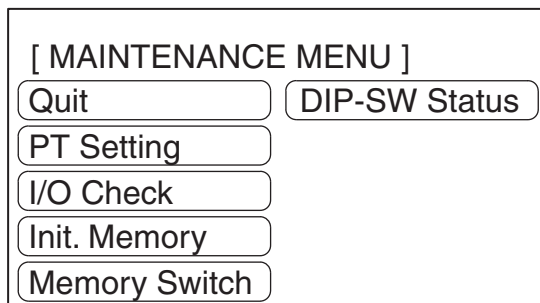 [ MAINTENANCE MENU ]
Quit DIP-SW Status
PT Setting
I/O Check
Init. Memory
Memory Switch